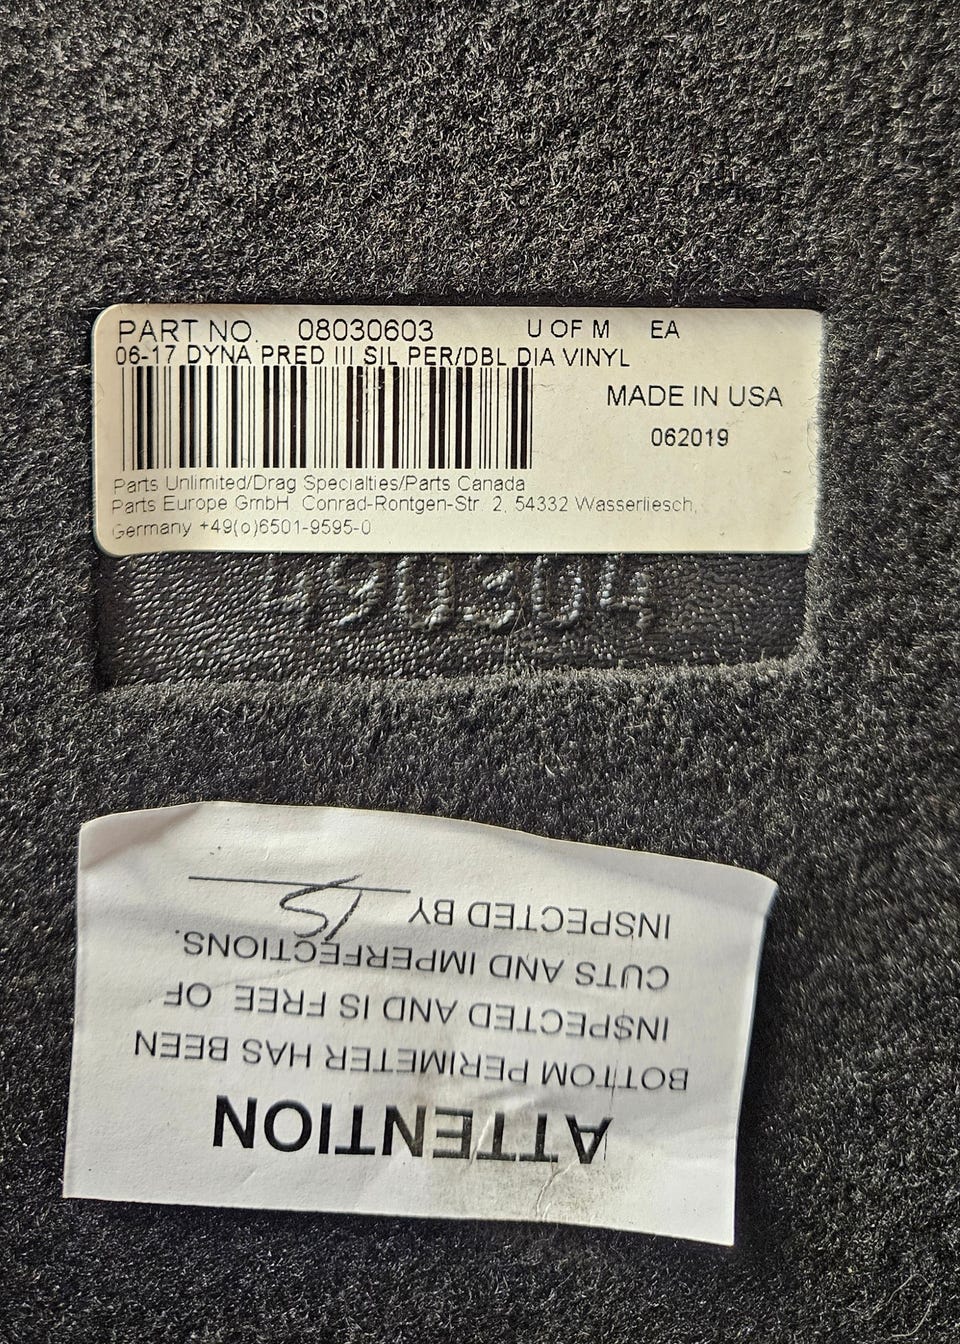 PART NO. 08030603 U OF M EA
06-17 DYNA PRED III SIL PER/DBL DIA VINYL
MADE IN USA
062019
Parts Unlimited/Drag Specialties/Parts Canada
Parts Europe GmbH. Conrad-Rontgen-Str. 2, 54332 Wasserliesch,
Germany +49(o)6501-9595-0
490304
ATTENTION
BOTTOM PERIMETER HAS BEEN
INSPECTED AND IS FREE OF
CUTS AND IMPERFECTIONS.
INSPECTED BY